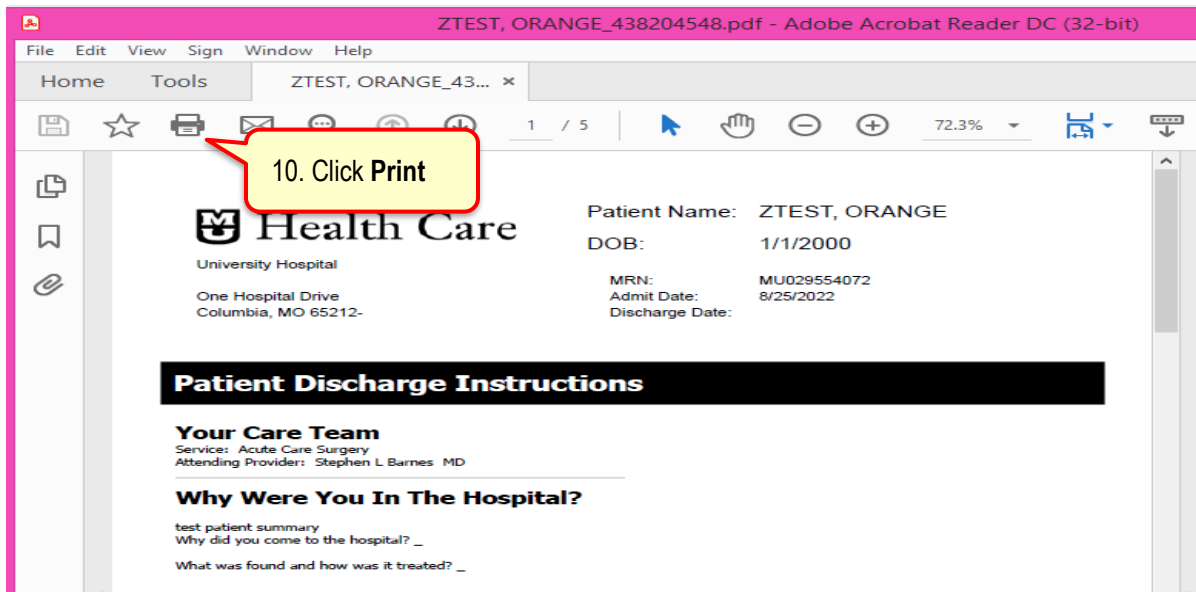 ZTEST, ORANGE_438204548.pdf - Adobe Acrobat Reader DC (32-bit)
File Edit View Sign Window Help
Home Tools ZTEST, ORANGE_43... ×
1 / 5 72.3%
10. Click Print
MU Health Care
University Hospital
One Hospital Drive
Columbia, MO 65212-
Patient Name: ZTEST, ORANGE
DOB: 1/1/2000
MRN: MU029554072
Admit Date: 8/25/2022
Discharge Date:
Patient Discharge Instructions
Your Care Team
Service: Acute Care Surgery
Attending Provider: Stephen L Barnes MD
Why Were You In The Hospital?
test patient summary
Why did you come to the hospital? _
What was found and how was it treated? _